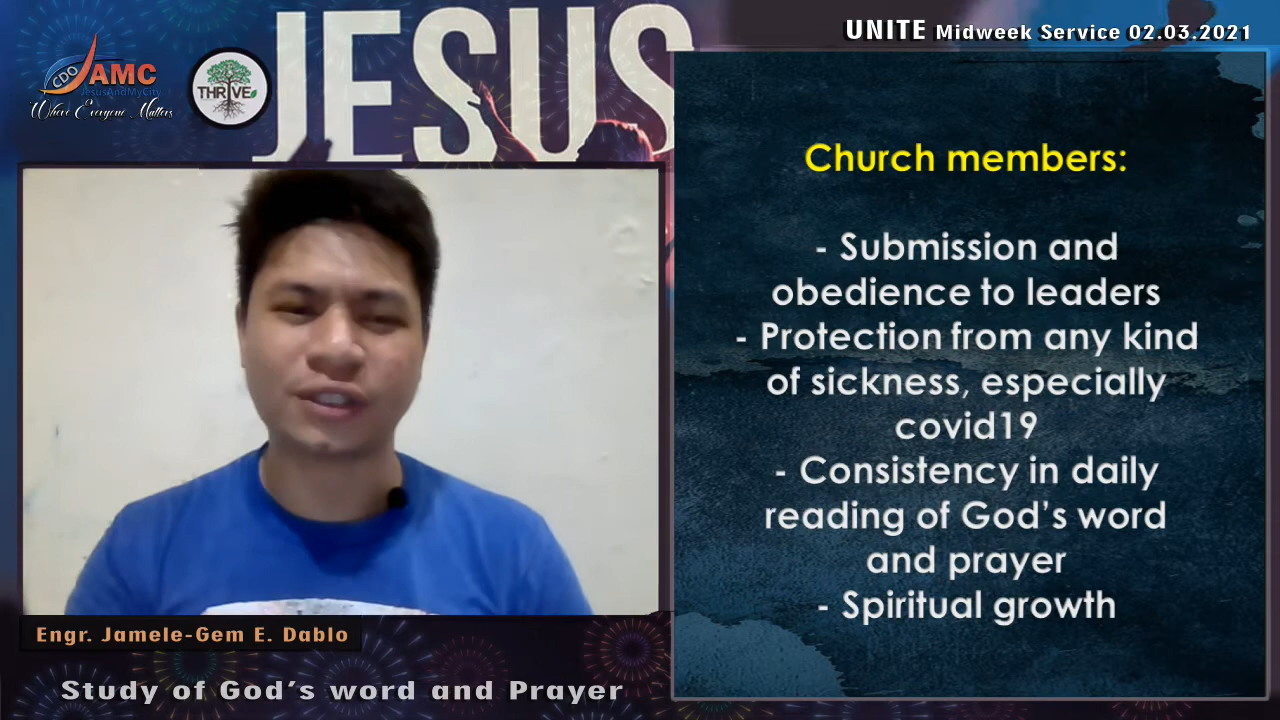 JESUS
UNITE Midweek Service 02.03.2021
CDO
JAMC
JesusAndMyCity
Where Everyone Matters
THRIVE
Church members:
- Submission and
obedience to leaders
- Protection from any kind
of sickness, especially
covid19
- Consistency in daily
reading of God's word
and prayer
- Spiritual growth
Engr. Jamele-Gem E. Dablo
Study of God's word and Prayer